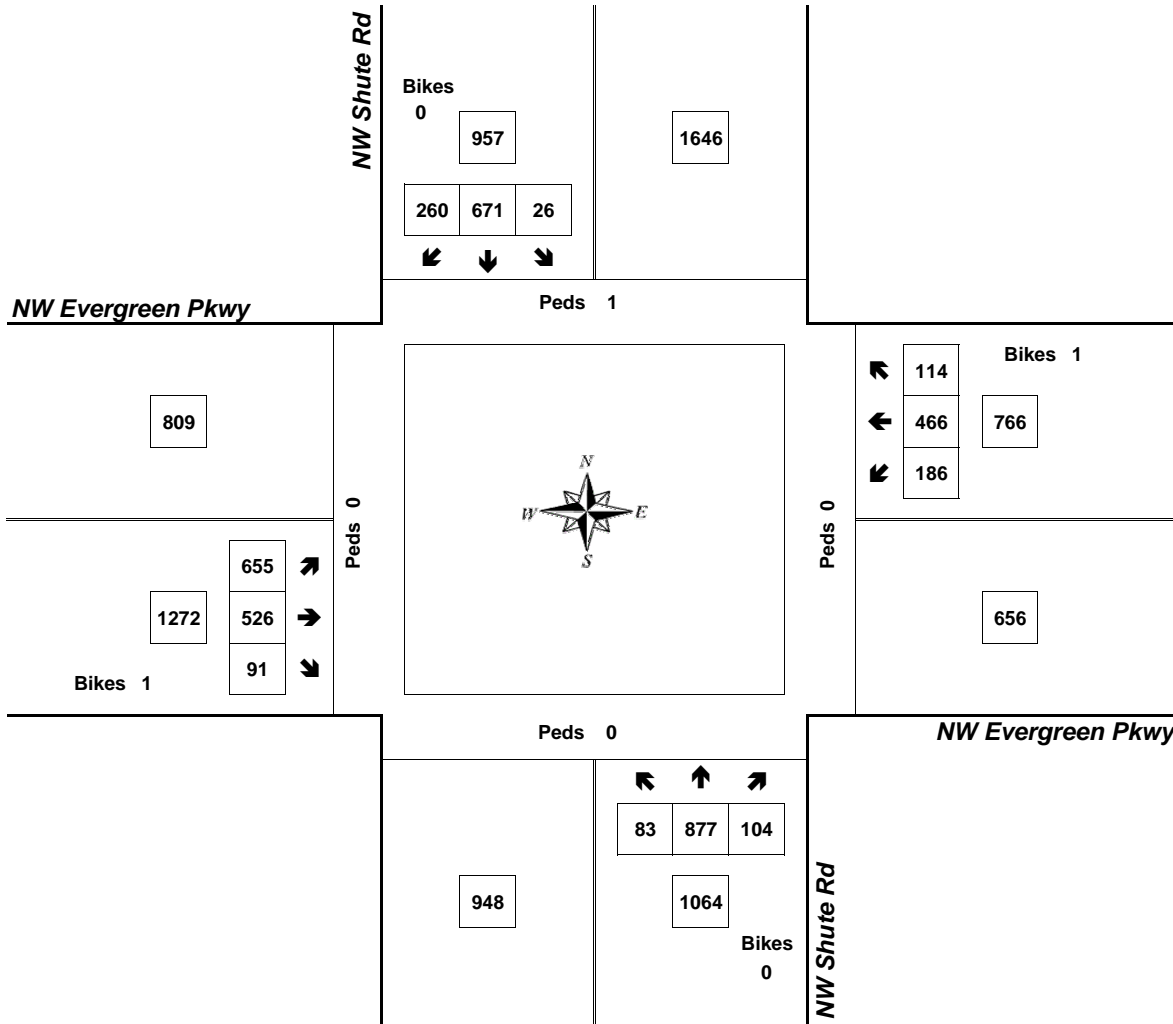 NW Shute Rd
Bikes
0
957
1646
260 671 26
NW Evergreen Pkwy
Peds 1
Bikes 1
114
809
466 766
186
N
W E
S
Peds 0
Peds 0
655
1272 526
656
91
Bikes 1
Peds 0
NW Evergreen Pkwy
83 877 104
948
1064
Bikes
0
NW Shute Rd